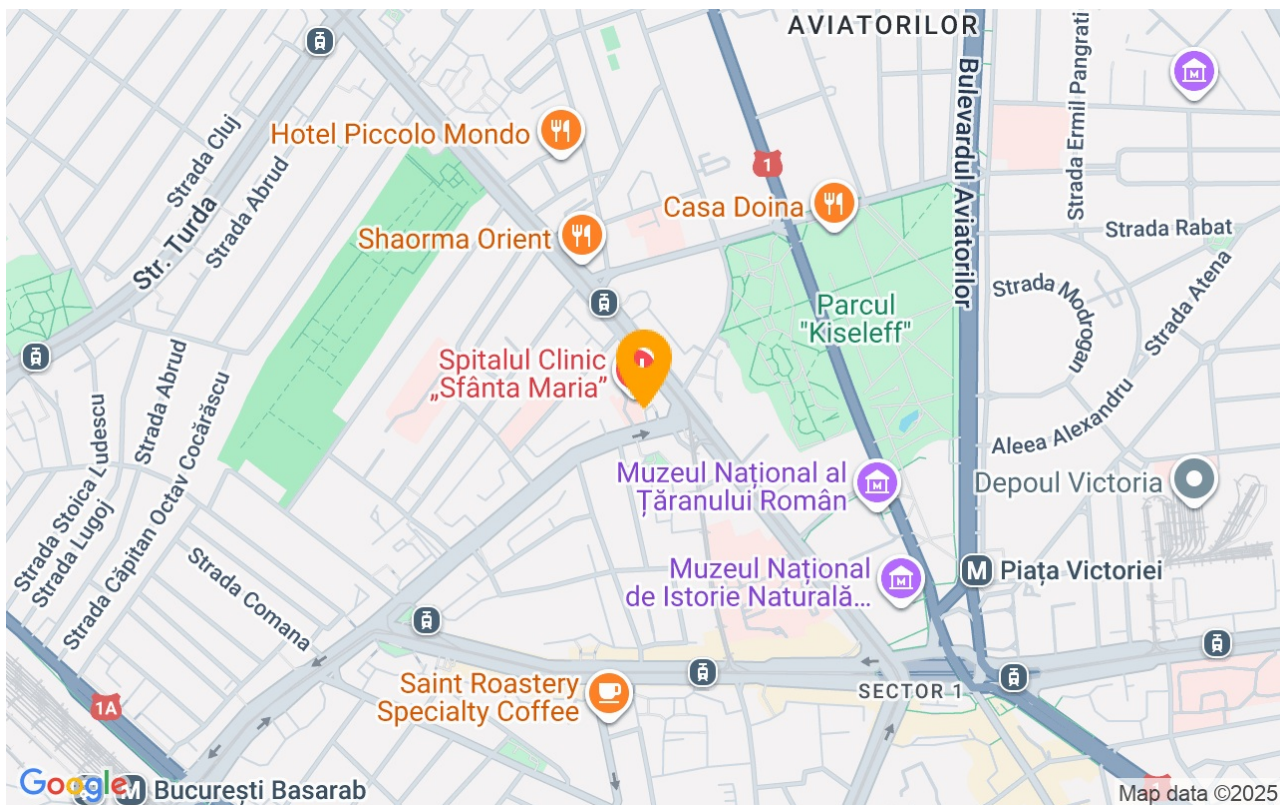 AVIATORILOR
Bulevardul Aviatorilor
Strada Ermil Pangrati
M
Hotel Piccolo Mondo
1
Strada Cluj
Strada Abrud
Str. Turda
Casa Doina
Shaorma Orient
Strada Rabat
Strada Atena
Strada Modrogan
Parcul
"Kiseleff"
Spitalul Clinic
„Sfânta Maria”
Strada Abrud
Strada Stoica Ludescu
Strada Lugoj
Strada Căpitan Octav Cocărăscu
Aleea Alexandru
Muzeul Național al
Țăranului Român
M
Depoul Victoria
Strada Comana
Muzeul Național
de Istorie Naturală...
M
M Piața Victoriei
Saint Roastery
Specialty Coffee
SECTOR 1
1A
Google
M București Basarab
1
Map data ©2025